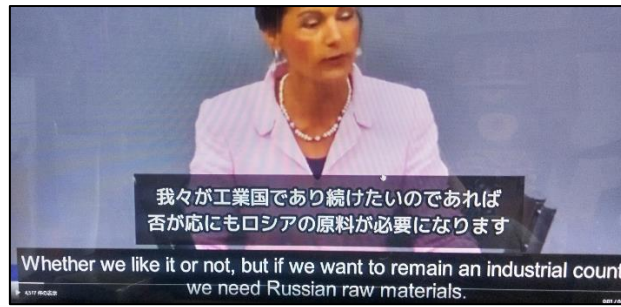 我々が工業国であり続けたいのであれば
否が応にもロシアの原料が必要になります
Whether we like it or not, but if we want to remain an industrial count
we need Russian raw materials.